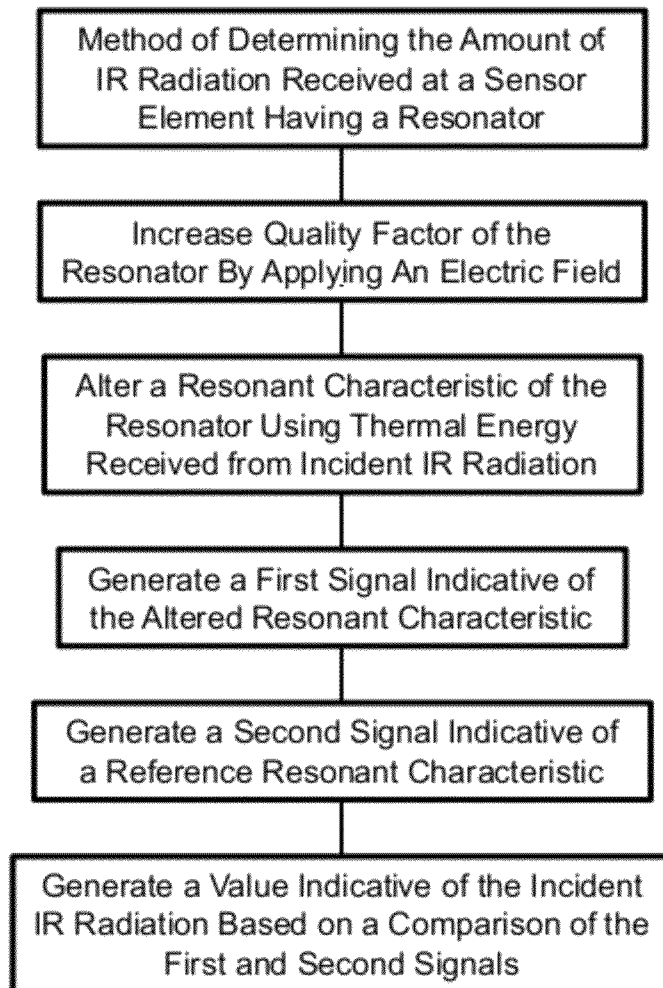 Method of Determining the Amount of
IR Radiation Received at a Sensor
Element Having a Resonator
Increase Quality Factor of the
Resonator By Applying An Electric Field
Alter a Resonant Characteristic of the
Resonator Using Thermal Energy
Received from Incident IR Radiation
Generate a First Signal Indicative of
the Altered Resonant Characteristic
Generate a Second Signal Indicative of
a Reference Resonant Characteristic
Generate a Value Indicative of the Incident
IR Radiation Based on a Comparison of the
First and Second Signals